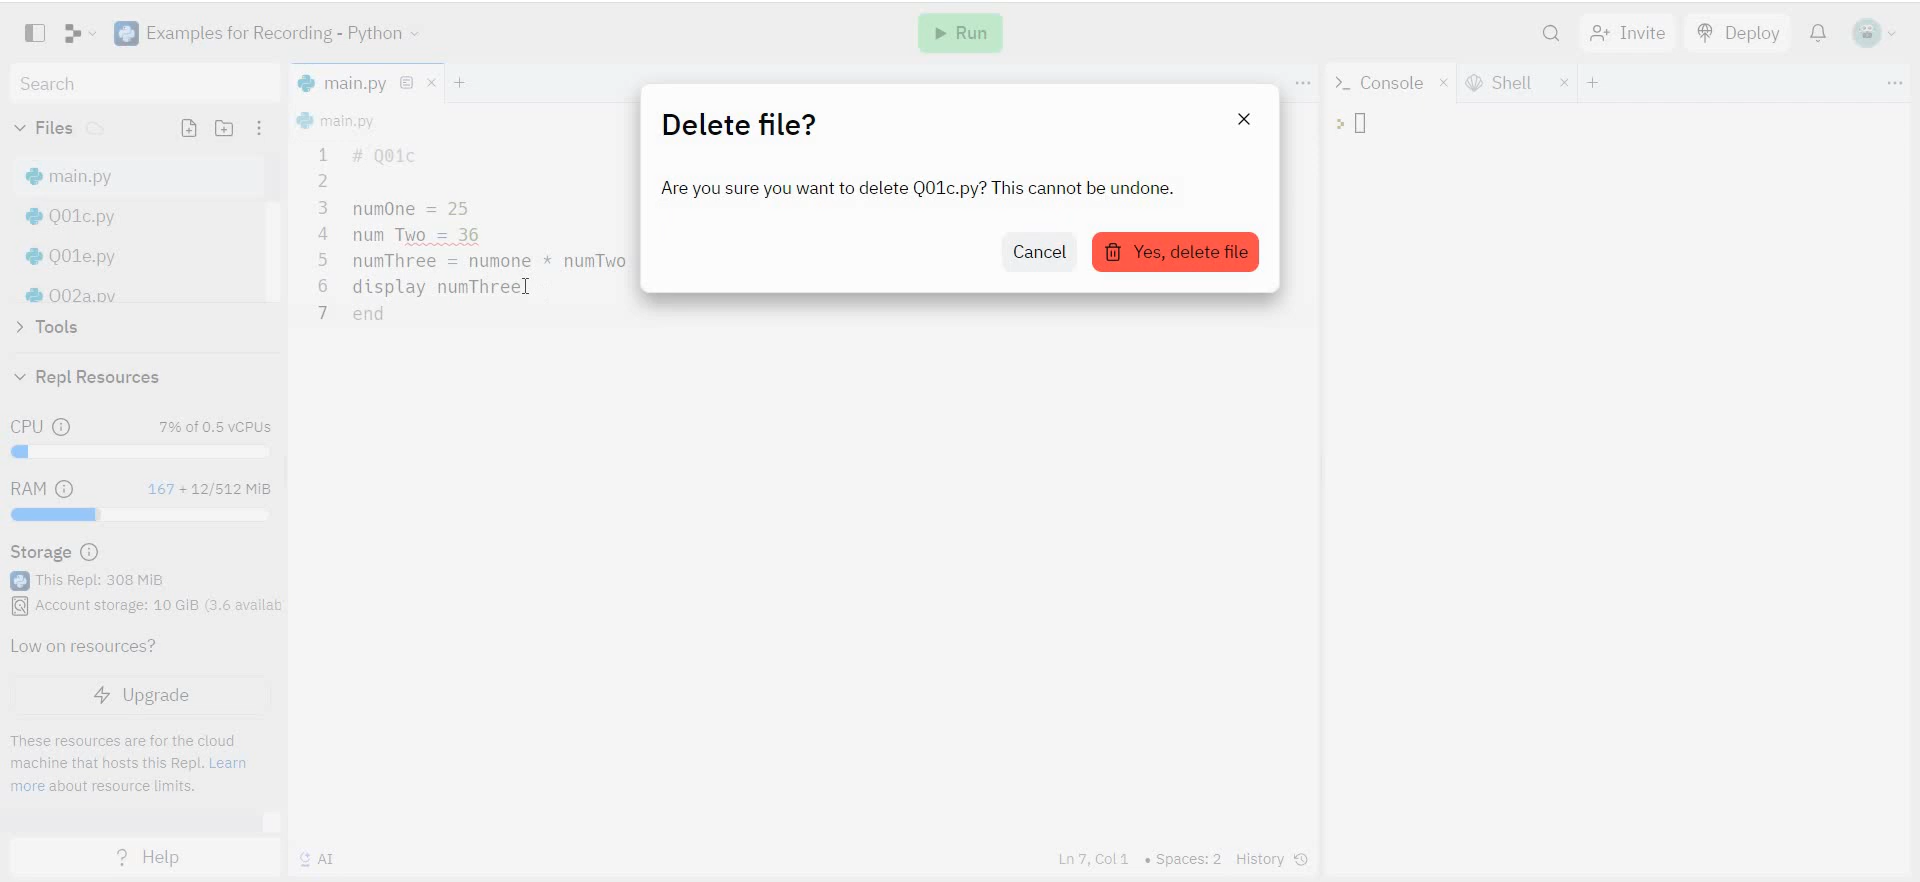 Examples for Recording - Python
Run
Invite
Deploy
Search
main.py
Console
Shell
Files
main.py
main.py
Q01c.py
Q01e.py
Q02a.py
Tools
Repl Resources
CPU
7% of 0.5 vCPUs
RAM
167 + 12/512 MiB
Storage
This Repl: 308 MiB
Account storage: 10 GiB (3.6 availab
Low on resources?
Upgrade
These resources are for the cloud
machine that hosts this Repl. Learn
more about resource limits.
? Help
1 # Q01c
2
3 numOne = 25
4 num Two = 36
5 numThree = numone * numTwo
6 display numThree
7 end
Delete file?
Are you sure you want to delete Q01c.py? This cannot be undone.
Cancel
Yes, delete file
AI
Ln 7, Col 1 • Spaces: 2 History